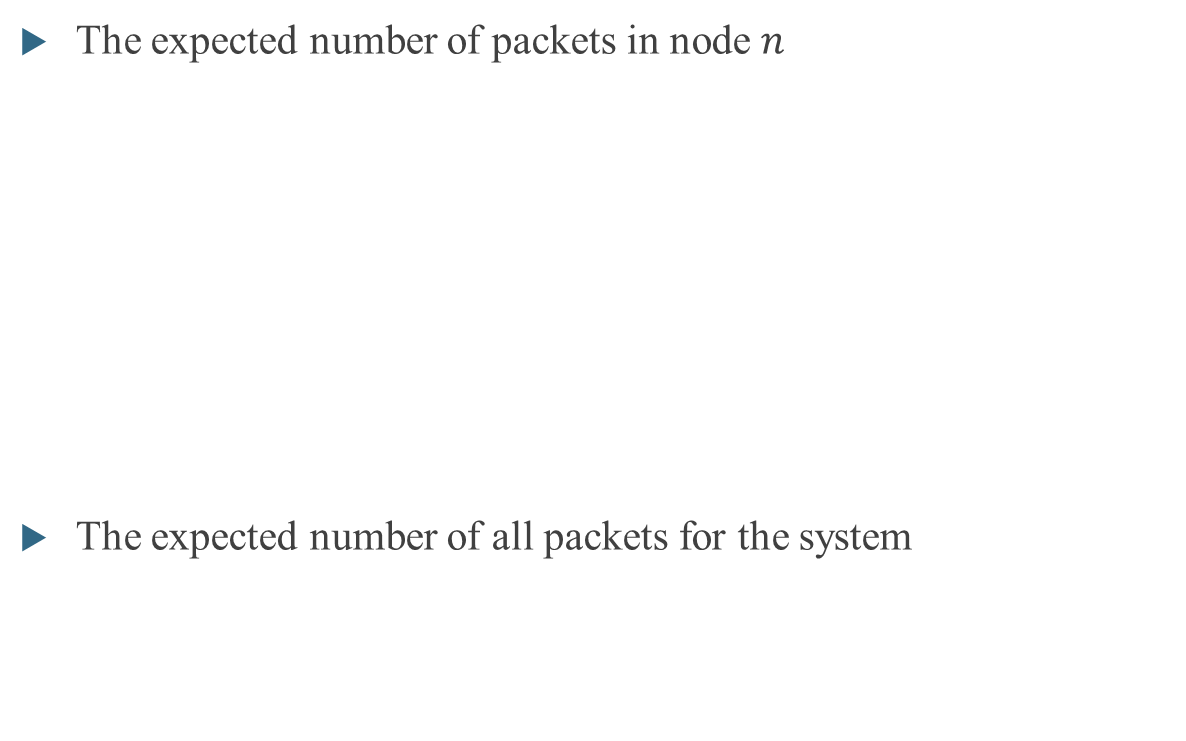 ▶ The expected number of packets in node n
▶ The expected number of all packets for the system